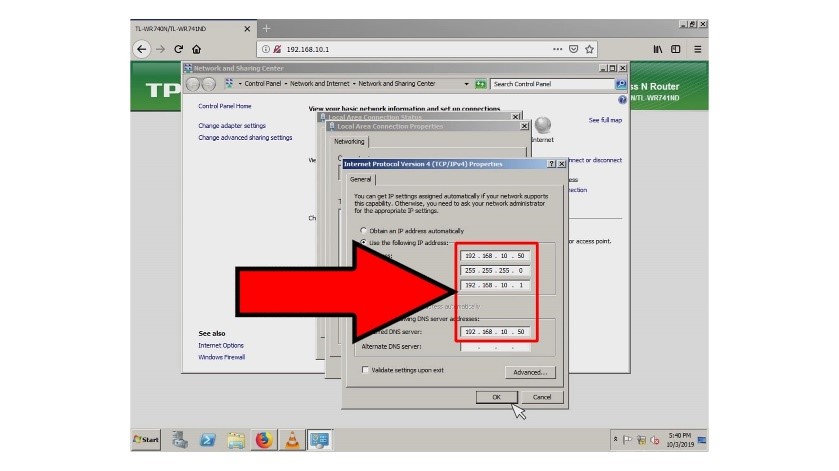 TL-WR740N/TL-WR741ND
192.168.10.1
TP
ss N Router
N/TL-WR741ND
Network and Sharing Center
Control Panel Network and Internet Network and Sharing Center
Search Control Panel
Control Panel Home
Change adapter settings
Change advanced sharing settings
View your basic network information and set up connections
See full map
Internet
Local Area Connection Status
Local Area Connection Properties
Networking
Internet Protocol Version 4 (TCP/IPv4) Properties
General
You can get IP settings assigned automatically if your network supports
this capability. Otherwise, you need to ask your network administrator
for the appropriate IP settings.
Obtain an IP address automatically
Use the following IP address:
192 . 168 . 10 . 50
255 . 255 . 255 . 0
192 . 168 . 10 . 1
automatically
owing DNS server addresses:
rred DNS server:
192 . 168 . 10 . 50
Alternate DNS server:
Validate settings upon exit
Advanced...
OK
Cancel
nnect or disconnect
ess
nection
or access point.
See also
Internet Options
Windows Firewall
Start
5:40 PM
10/3/2019